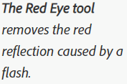 The Red Eye tool
removes the red
reflection caused by a
flash.